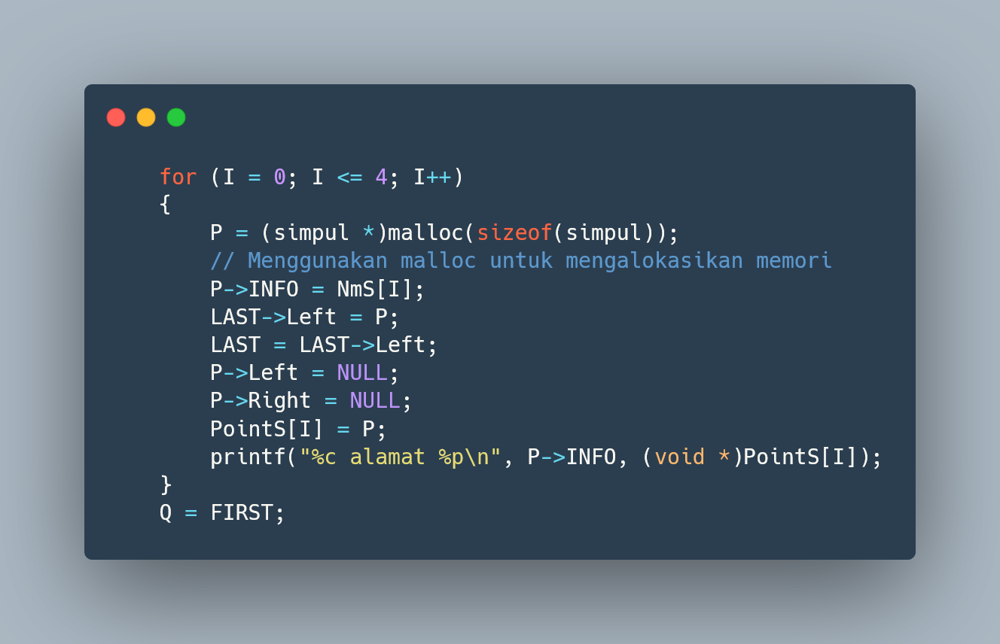 for (I = 0; I <= 4; I++)
{
    P = (simpul *)malloc(sizeof(simpul));
    // Menggunakan malloc untuk mengalokasikan memori
    P->INFO = NmS[I];
    LAST->Left = P;
    LAST = LAST->Left;
    P->Left = NULL;
    P->Right = NULL;
    PointS[I] = P;
    printf("%c alamat %p\n", P->INFO, (void *)PointS[I]);
}
Q = FIRST;